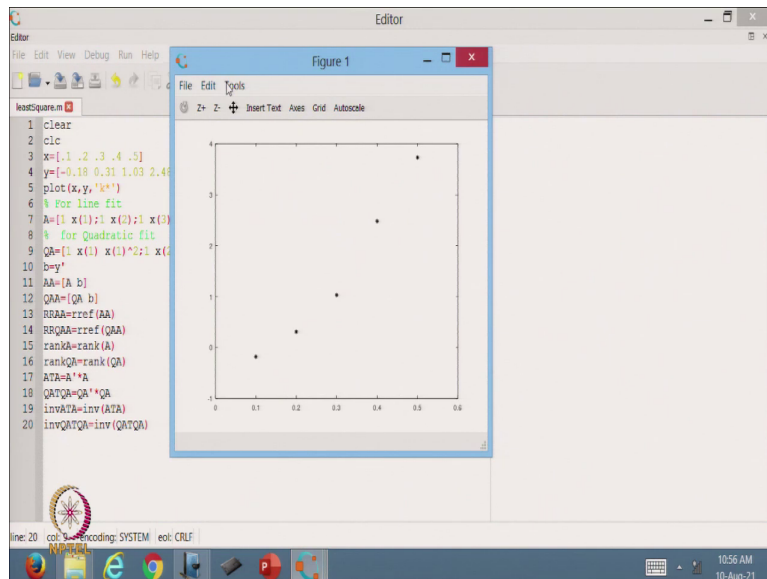 Editor
Editor
File Edit View Debug Run Help
leastSquare.m
1 clear
2 clc
3 x=[.1 .2 .3 .4 .5]
4 y=[-0.18 0.31 1.03 2.48
5 plot(x,y,'k*')
6 % For line fit
7 A=[1 x(1);1 x(2);1 x(3)
8 % for Quadratic fit
9 QA=[1 x(1) x(1)^2;1 x(2
10 b=y'
11 AA=[A b]
12 QAA=[QA b]
13 RRAA=rref(AA)
14 RRQAA=rref(QAA)
15 rankA=rank(A)
16 rankQA=rank(QA)
17 ATA=A'*A
18 QATQA=QA'*QA
19 invATA=inv(ATA)
20 invQATQA=inv(QATQA)
Figure 1
File Edit Tools
Z+ Z- Insert Text Axes Grid Autoscale
4
3
2
1
0
-1
0 0.1 0.2 0.3 0.4 0.5 0.6
line: 20 col: 9 encoding: SYSTEM eol: CRLF
NPTEL
10:56 AM
10-Aug-21